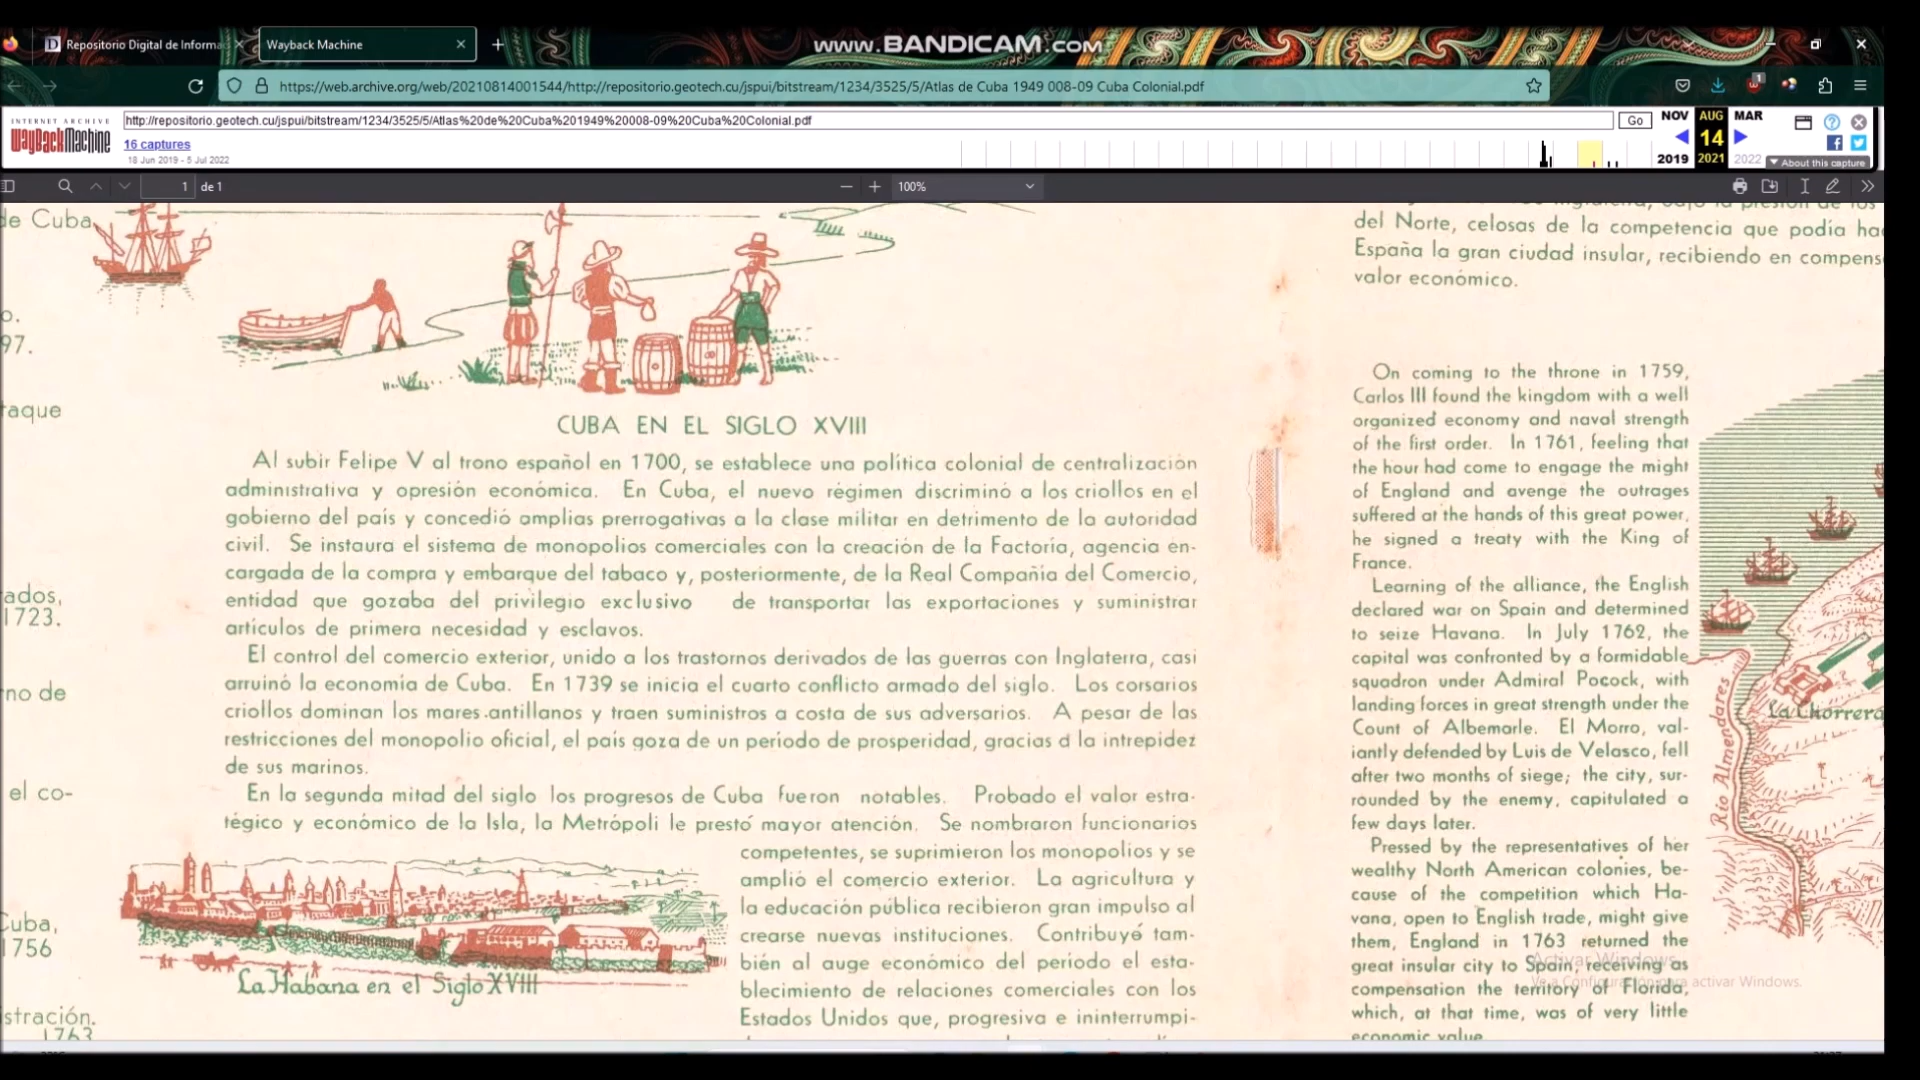 www.BANDICAM.com
Repositorio Digital de Informa
Wayback Machine
https://web.archive.org/web/20210814001544/http://repositorio.geotech.cu/jspui/bitstream/1234/3525/5/Atlas de Cuba 1949 008-09 Cuba Colonial.pdf
1
INTERNET ARCHIVE
WayBackMachine
http://repositorio.geotech.cu/jspui/bitstream/1234/3525/5/Atlas%20de%20Cuba%201949%20008-09%20Cuba%20Colonial.pdf
Go
NOV AUG MAR
16 captures
14
18 Jun 2019 - 5 Jul 2022
2019 2021 2022
About this capture
1 de 1
100%
de Cuba
o.
97.
taque
ados,
1723.
no de
el co-
Cuba,
1756
stración.
1763
CUBA EN EL SIGLO XVIII
Al subir Felipe V al trono español en 1700, se establece una política colonial de centralización
administrativa y opresión económica. En Cuba, el nuevo régimen discriminó a los criollos en el
gobierno del país y concedió amplias prerrogativas a la clase militar en detrimento de la autoridad
civil. Se instaura el sistema de monopolios comerciales con la creación de la Factoría, agencia en-
cargada de la compra y embarque del tabaco y, posteriormente, de la Real Compañía del Comercio,
entidad que gozaba del privilegio exclusivo de transportar las exportaciones y suministrar
artículos de primera necesidad y esclavos.
El control del comercio exterior, unido a los trastornos derivados de las guerras con Inglaterra, casi
arruinó la economía de Cuba. En 1739 se inicia el cuarto conflicto armado del siglo. Los corsarios
criollos dominan los mares antillanos y traen suministros a costa de sus adversarios. A pesar de las
restricciones del monopolio oficial, el país goza de un período de prosperidad, gracias a la intrepidez
de sus marinos.
En la segunda mitad del siglo los progresos de Cuba fueron notables. Probado el valor estra-
tégico y económico de la Isla, la Metrópoli le prestó mayor atención. Se nombraron funcionarios
competentes, se suprimieron los monopolios y se
amplió el comercio exterior. La agricultura y
la educación pública recibieron gran impulso al
crearse nuevas instituciones. Contribuyó tam-
bién al auge económico del período el esta-
blecimiento de relaciones comerciales con los
Estados Unidos que, progresiva e ininterrumpi-
La Habana en el Siglo XVIII
del Norte, celosas de la competencia que podía ha
España la gran ciudad insular, recibiendo en compens
valor económico.
On coming to the throne in 1759,
Carlos III found the kingdom with a well
organized economy and naval strength
of the first order. In 1761, feeling that
the hour had come to engage the might
of England and avenge the outrages
suffered at the hands of this great power,
he signed a treaty with the King of
France.
Learning of the alliance, the English
declared war on Spain and determined
to seize Havana. In July 1762, the
capital was confronted by a formidable
squadron under Admiral Pocock, with
landing forces in great strength under the
Count of Albemarle. El Morro, val-
iantly defended by Luis de Velasco, fell
after two months of siege; the city, sur-
rounded by the enemy, capitulated a
few days later.
Pressed by the representatives of her
wealthy North American colonies, be-
cause of the competition which Ha-
vana, open to English trade, might give
them, England in 1763 returned the
great insular city to Spain, receiving as
compensation the territory of Florida,
which, at that time, was of very little
economic value.
Río Almendares
La Chorrera
Activar Windows
Ve a Configuración para activar Windows.